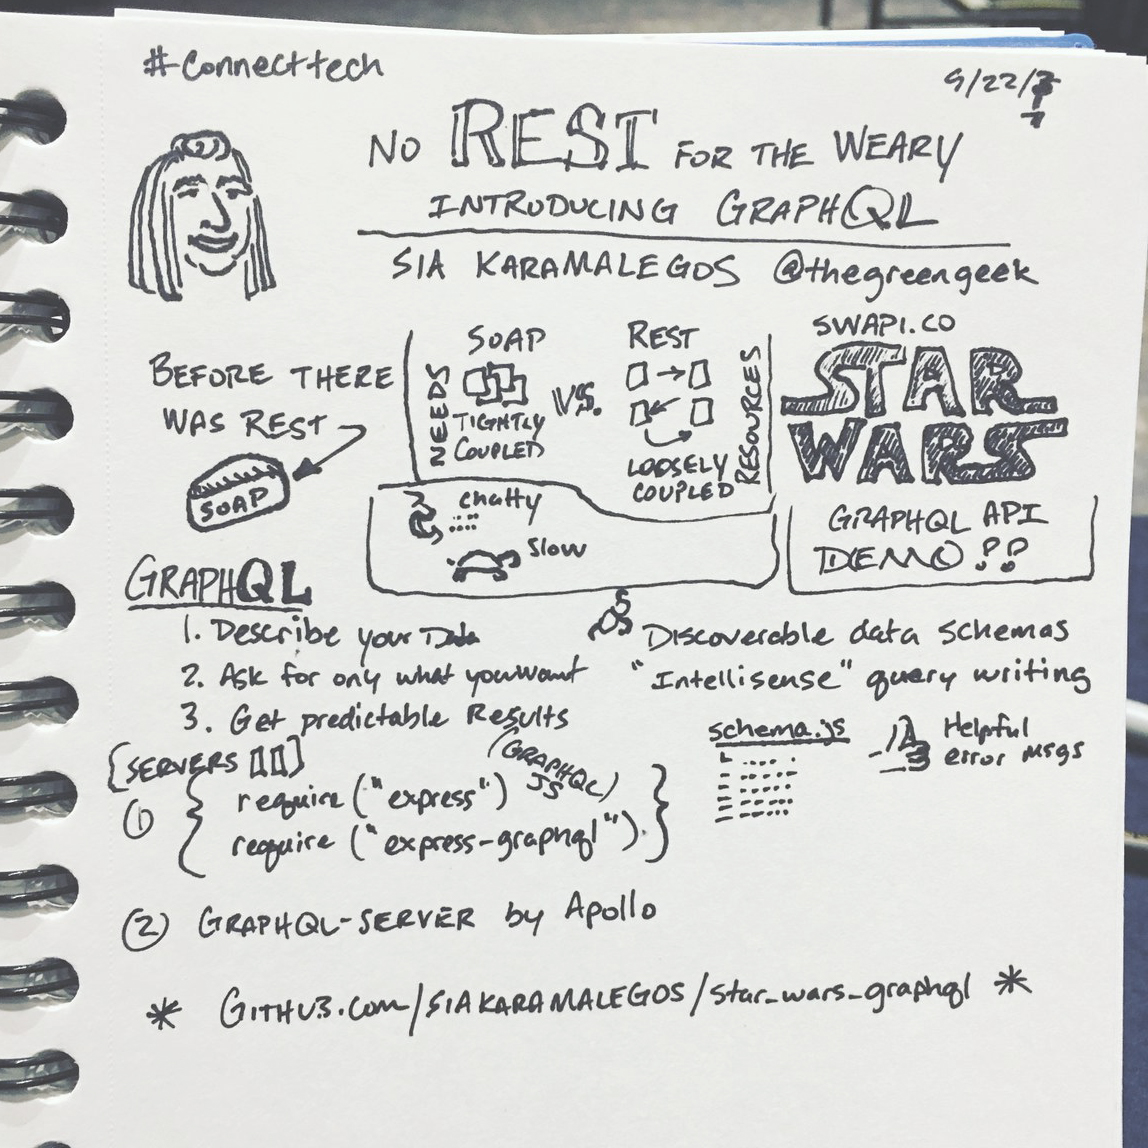 #Connecttech
9/22/17
NO REST FOR THE WEARY
INTRODUCING GRAPHQL
SIA KARAMALEGOS @thegreengeek
BEFORE THERE
WAS REST
SOAP
NEEDS
SOAP
TIGHTLY
COUPLED
VS.
REST
LOOSELY
COUPLED
RESOURCES
chatty
Slow
SWAPI.CO
STAR
WARS
GRAPHQL API
DEMO !?
GRAPHQL
1. Describe your Data
2. Ask for only what you want
3. Get predictable Results
Discoverable data schemas
"Intellisense" query writing
schema.js
Helpful
error msgs
[SERVERS]
(GRAPHQL
JS)
① { require ("express")
require ("express-graphql") }
② GRAPHQL-SERVER by Apollo
* GITHUB.com/SIAKARAMALEGOS/star_wars_graphql *